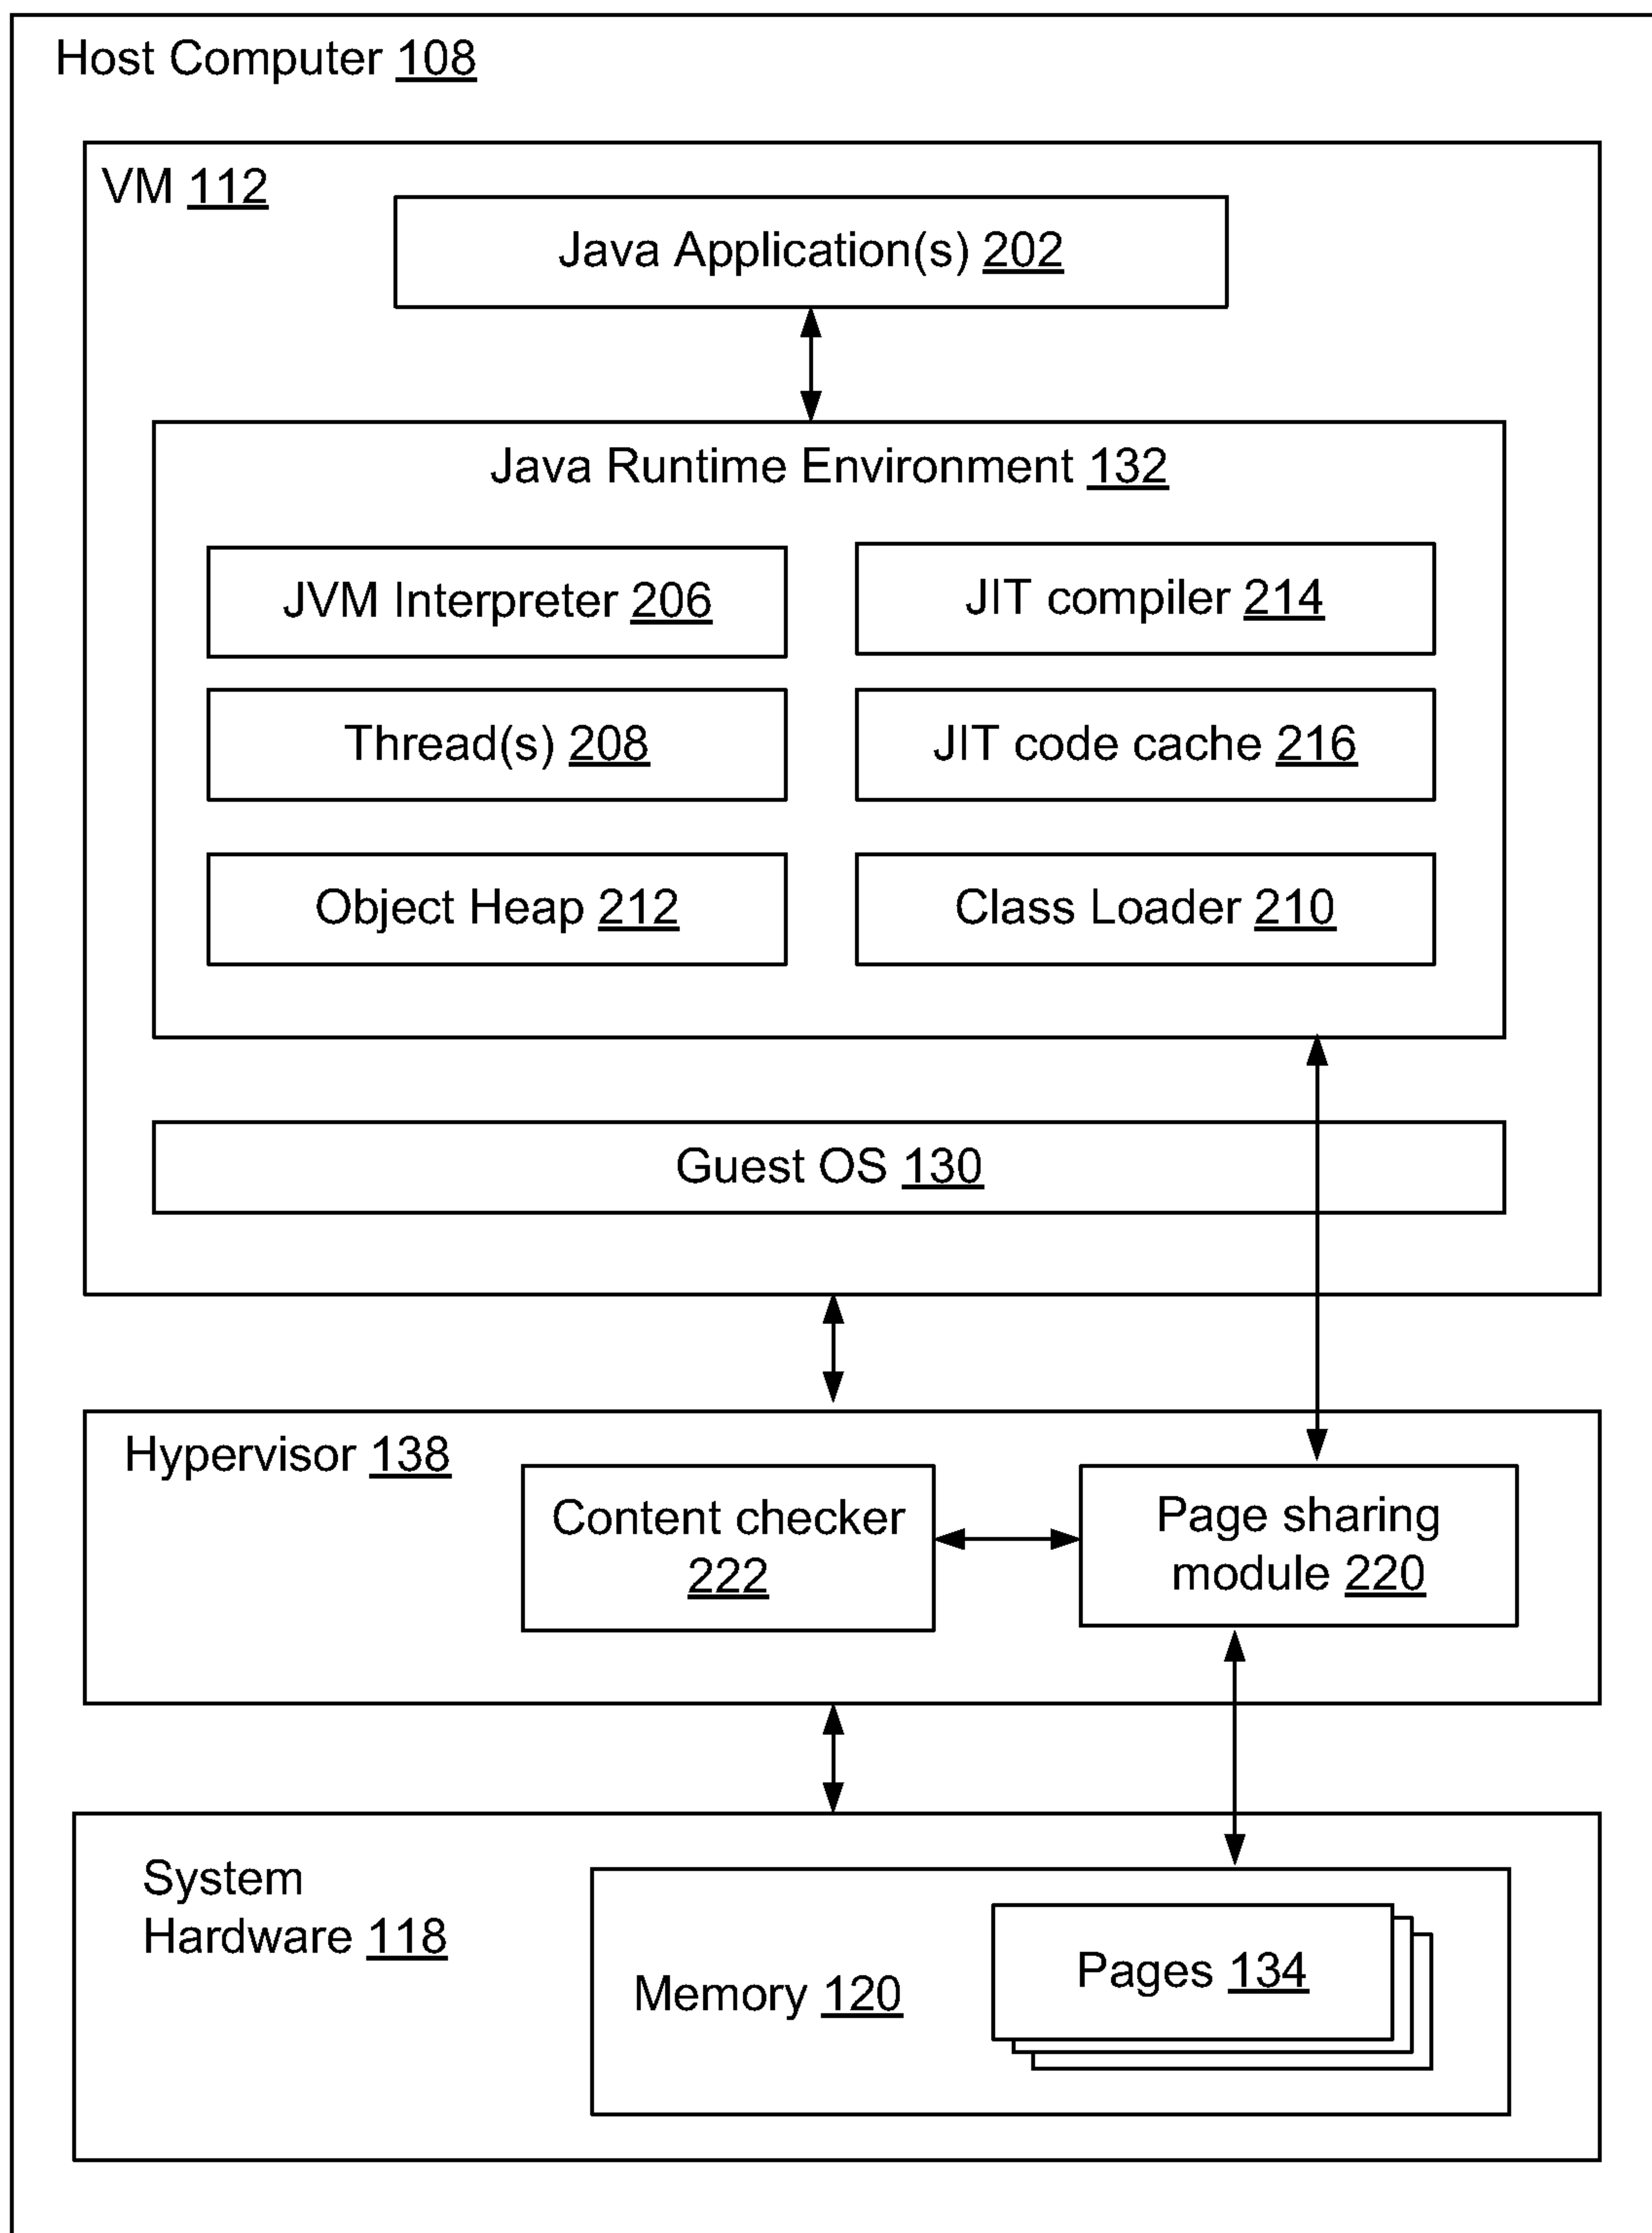 Host Computer 108
VM 112
Java Application(s) 202
Java Runtime Environment 132
JVM Interpreter 206
JIT compiler 214
Thread(s) 208
JIT code cache 216
Object Heap 212
Class Loader 210
Guest OS 130
Hypervisor 138
Content checker
222
Page sharing
module 220
System
Hardware 118
Memory 120
Pages 134